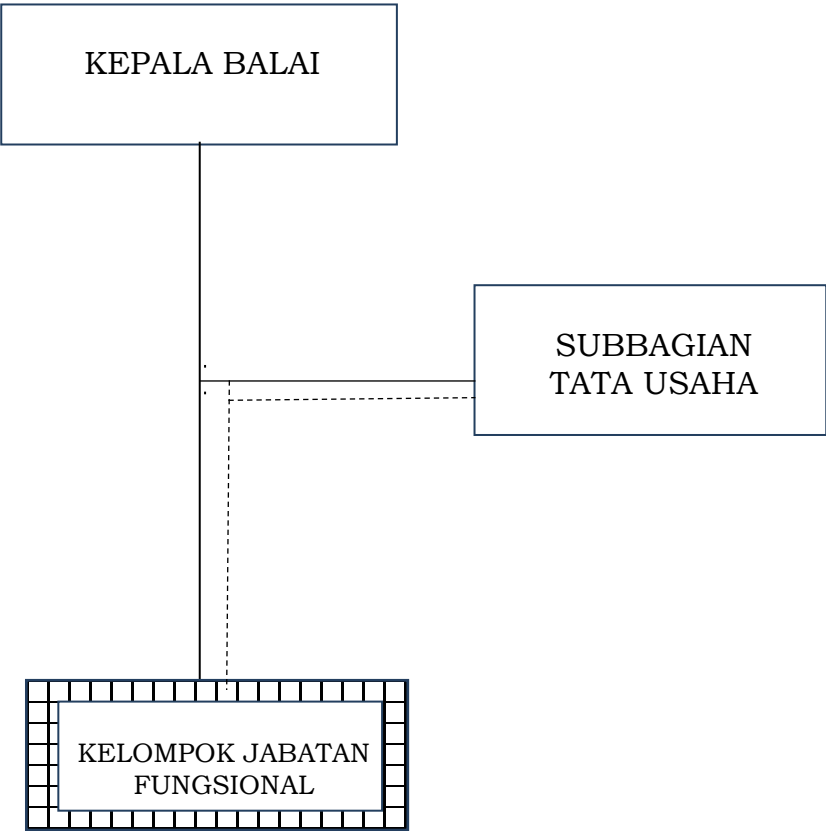 KEPALA BALAI
SUBBAGIAN
TATA USAHA
KELOMPOK JABATAN
FUNGSIONAL